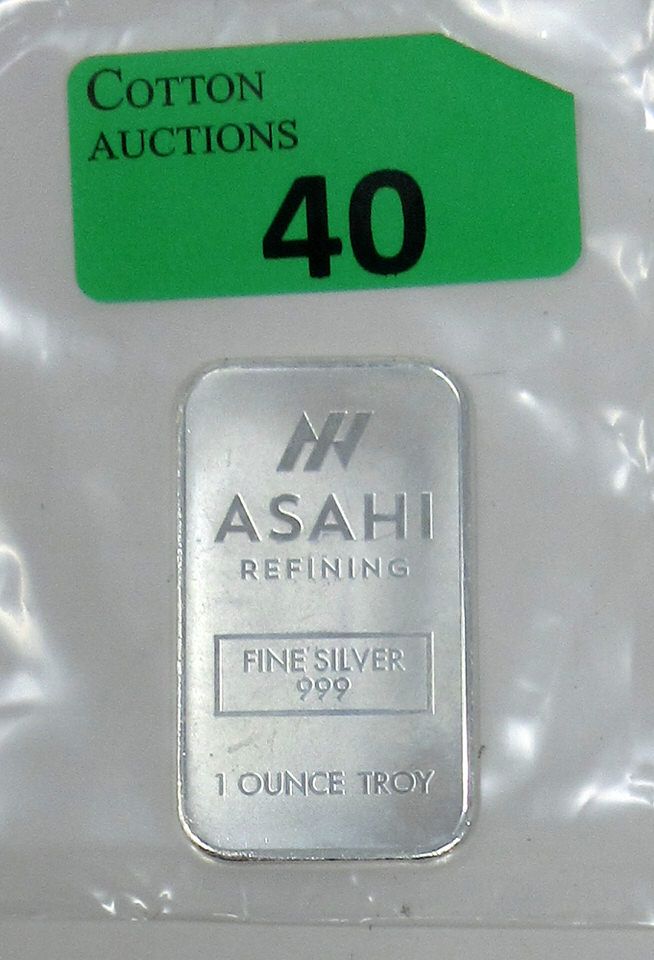 COTTON
AUCTIONS
40
ASAHI
REFINING
FINE SILVER
999
1 OUNCE TROY